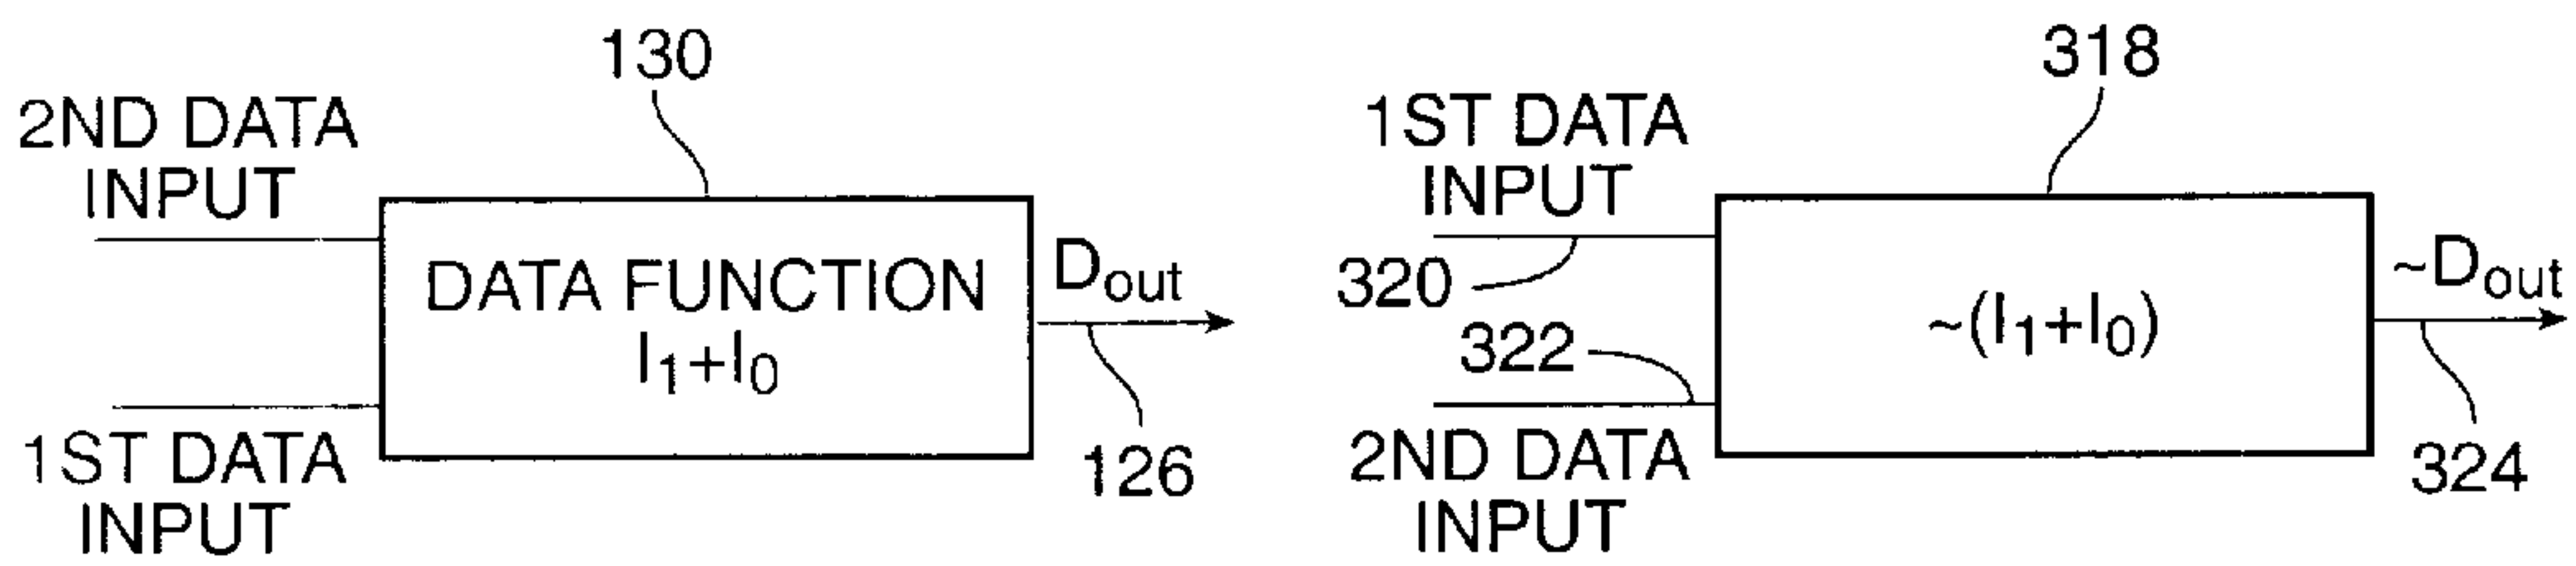 130
2ND DATA
INPUT
DATA FUNCTION
I₁+I₀
Dout
126
1ST DATA
INPUT
318
1ST DATA
INPUT
320
322
~(I₁+I₀)
~Dout
324
2ND DATA
INPUT